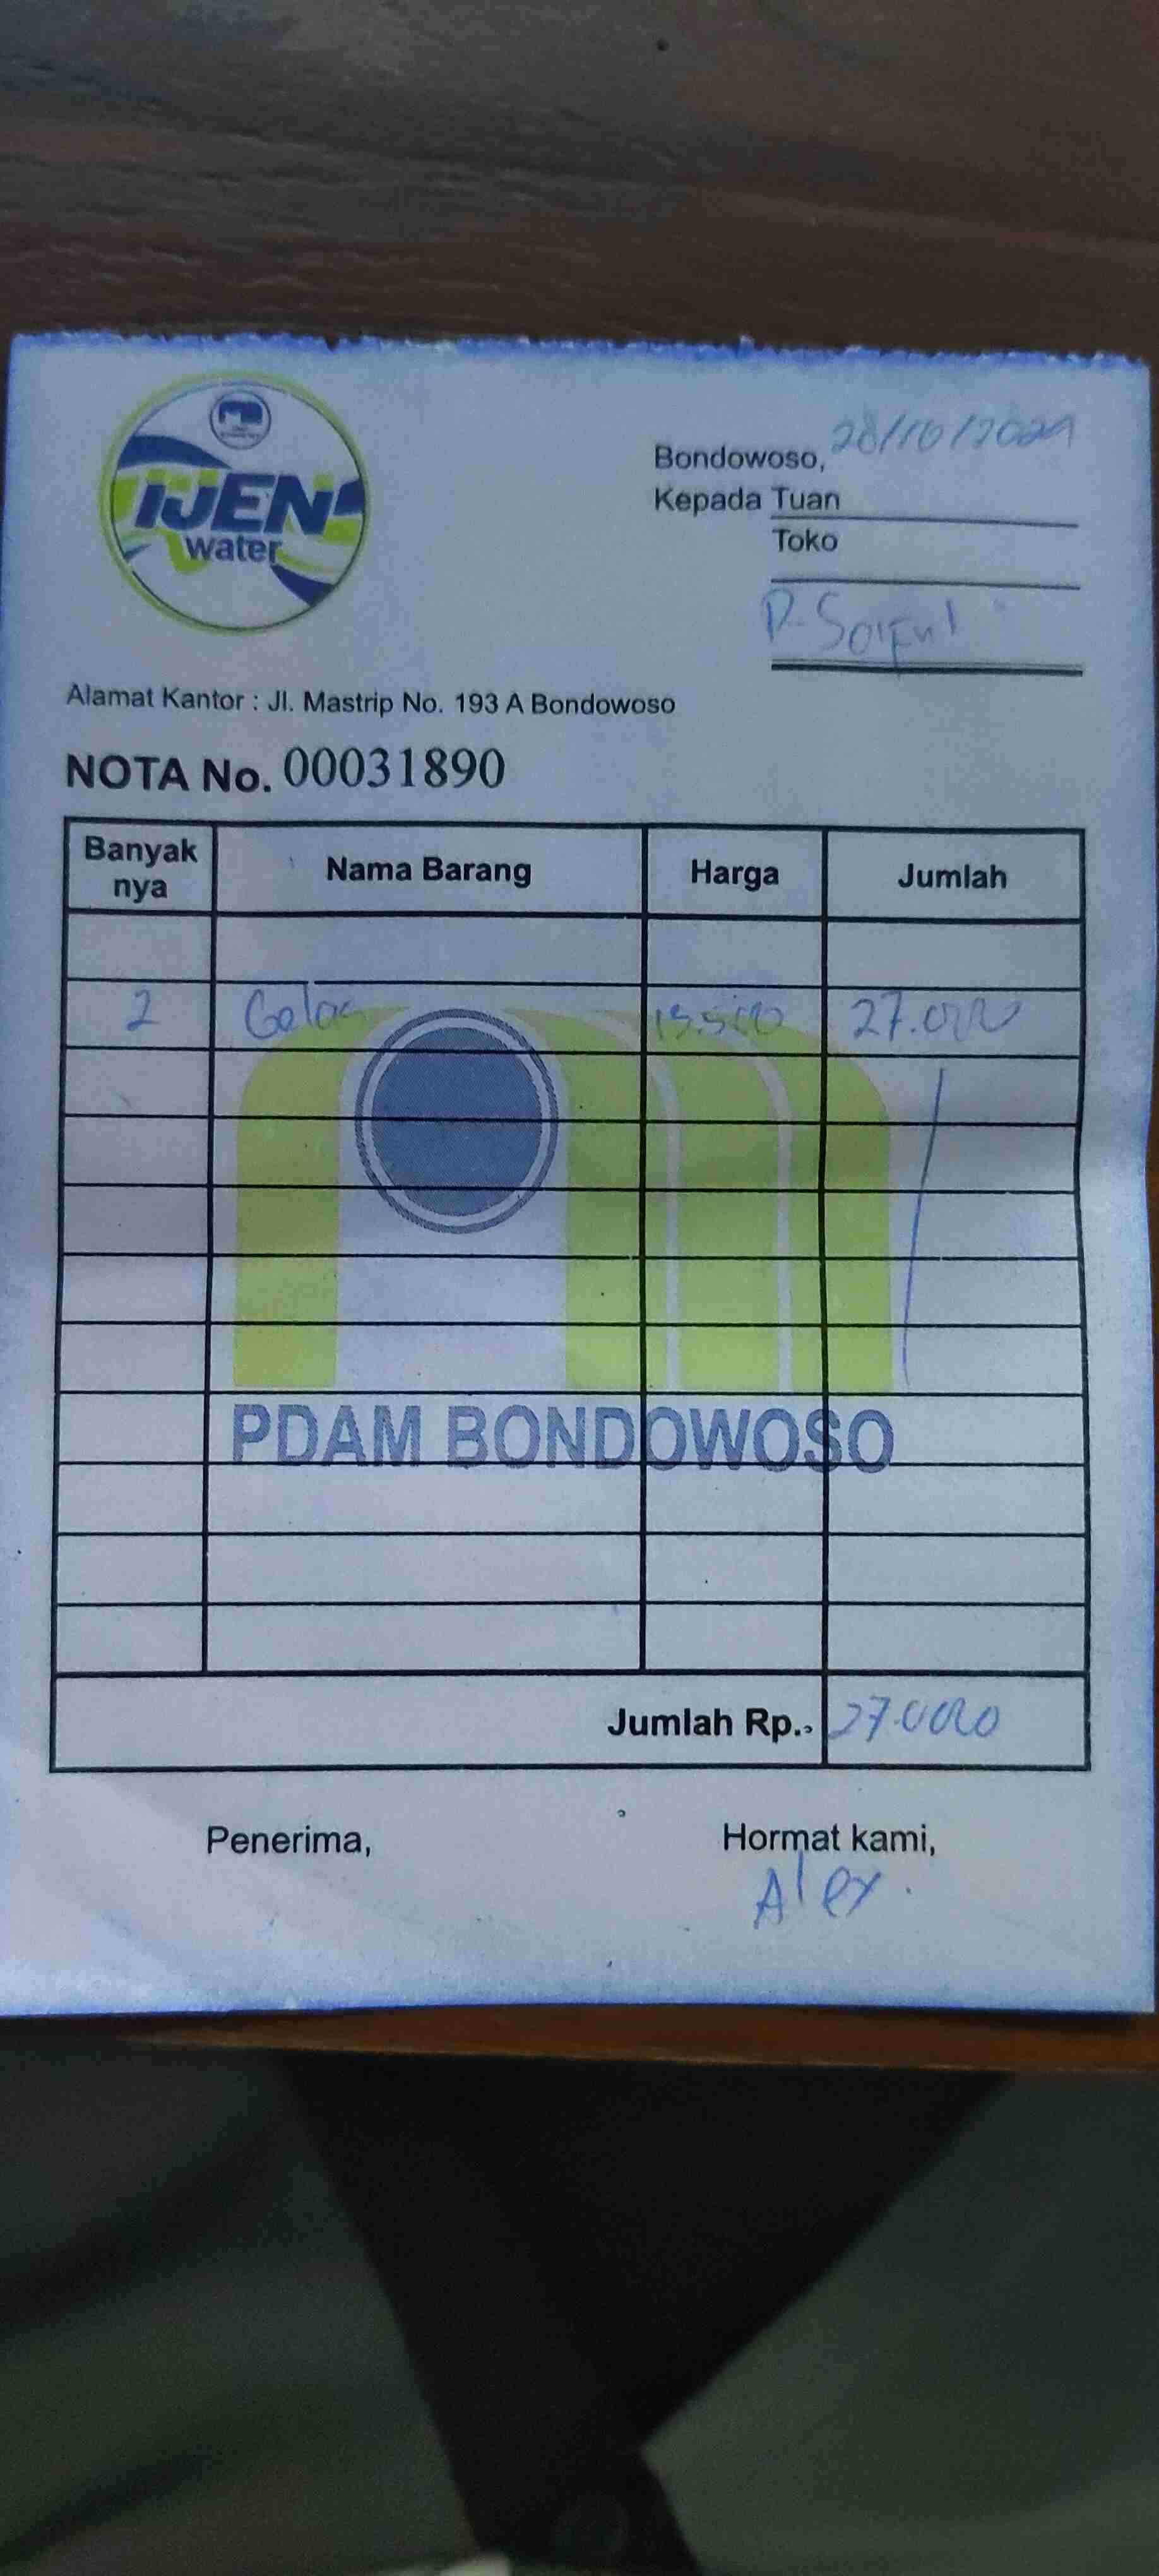 IJEN
water
Bondowoso, 28/10/2024
Kepada Tuan
Toko
P. Saiful
Alamat Kantor : Jl. Mastrip No. 193 A Bondowoso
NOTA No. 00031890
Banyak nya Nama Barang Harga Jumlah
2 Gelas 13.500 27.000
PDAM BONDOWOSO
Jumlah Rp. 27.000
Penerima, Hormat kami,
Alex